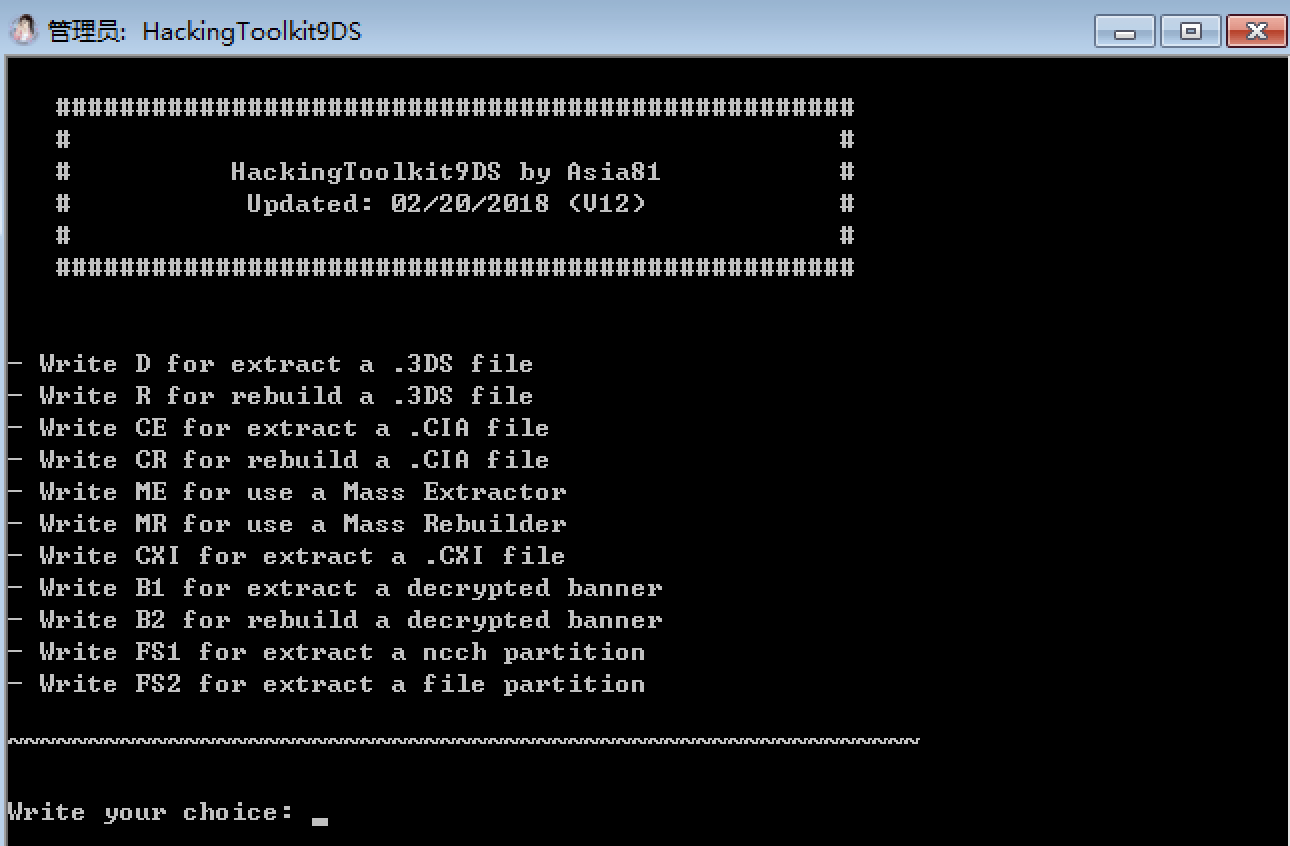 管理员: HackingToolkit9DS
##################################################
# #
# HackingToolkit9DS by Asia81 #
# Updated: 02/20/2018 (V12) #
# #
##################################################
- Write D for extract a .3DS file
- Write R for rebuild a .3DS file
- Write CE for extract a .CIA file
- Write CR for rebuild a .CIA file
- Write ME for use a Mass Extractor
- Write MR for use a Mass Rebuilder
- Write CXI for extract a .CXI file
- Write B1 for extract a decrypted banner
- Write B2 for rebuild a decrypted banner
- Write FS1 for extract a ncch partition
- Write FS2 for extract a file partition
~~~~~~~~~~~~~~~~~~~~~~~~~~~~~~~~~~~~~~~~~~~~~~~~~~~~~~~~~
Write your choice: _